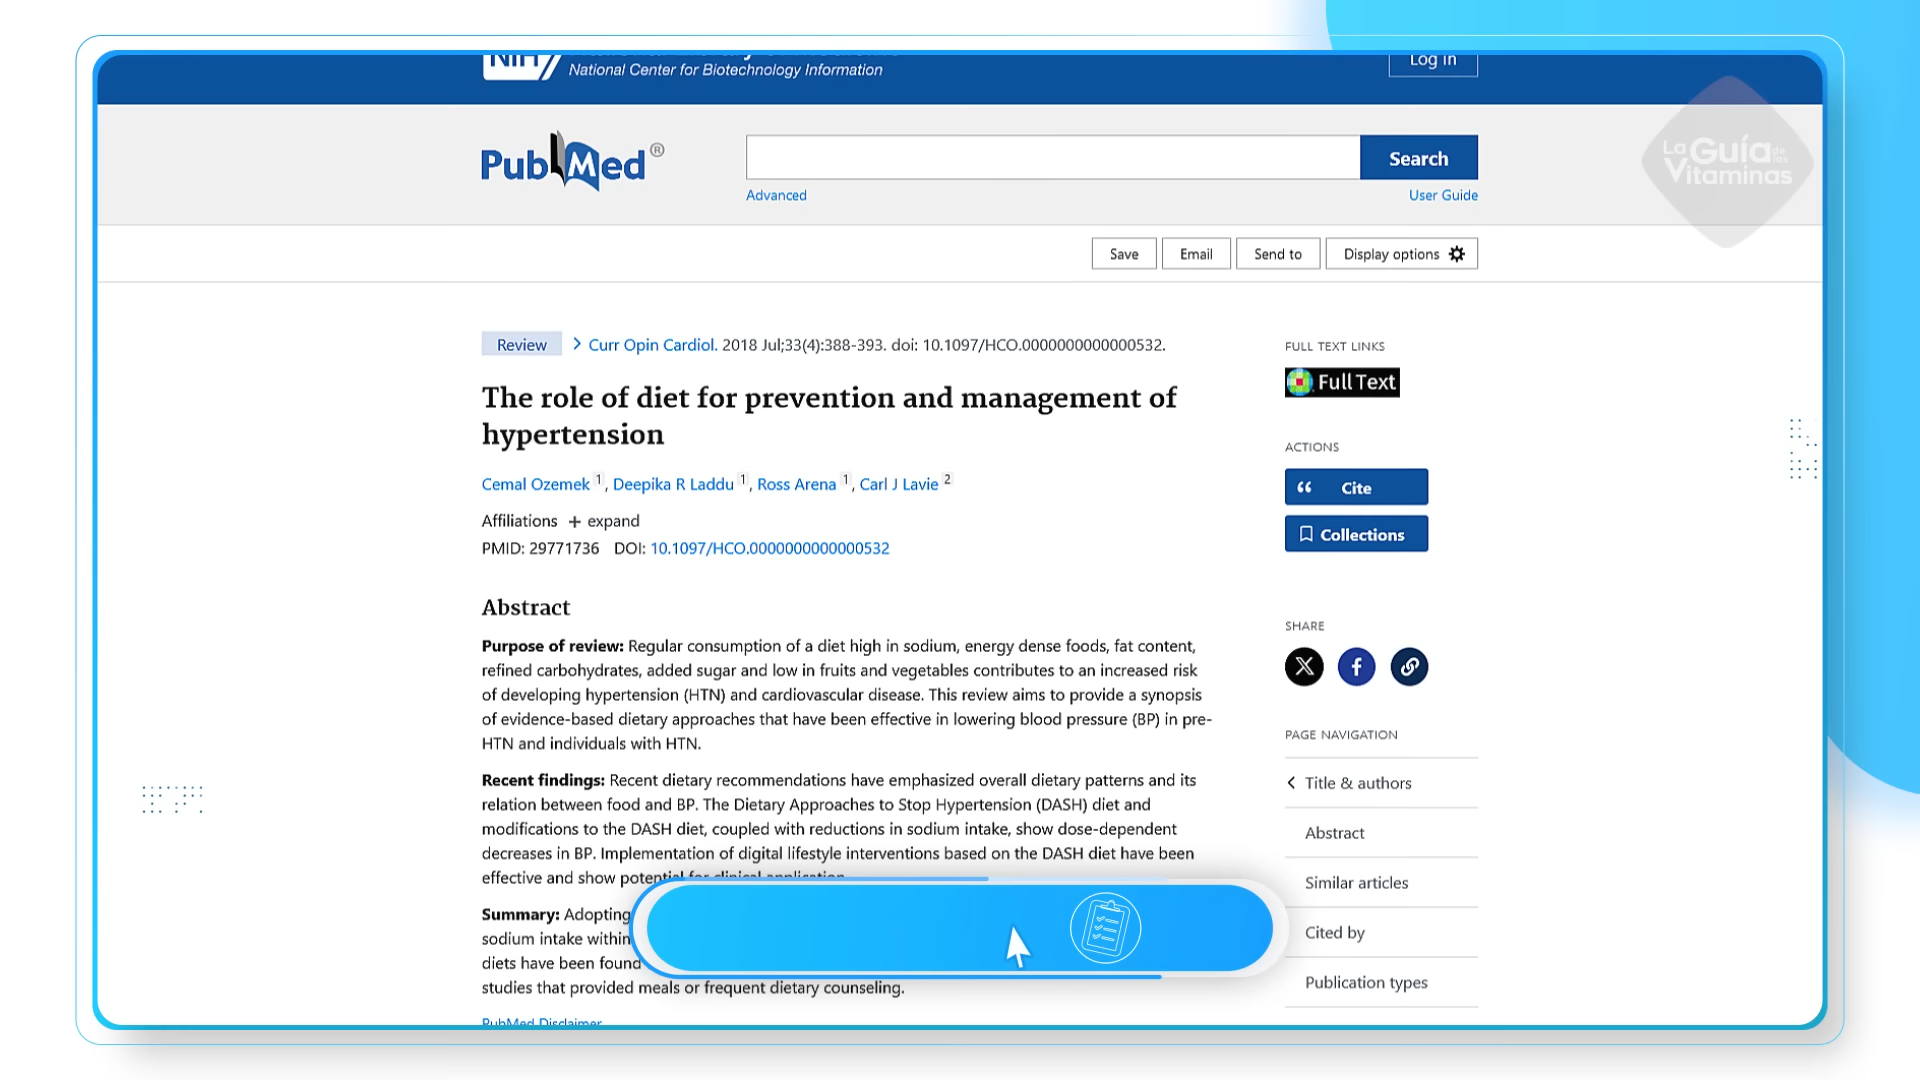 NIH
National Center for Biotechnology Information
Log in
PubMed®
Search
Advanced
User Guide
La Guía de las Vitaminas
Save
Email
Send to
Display options
Review
Curr Opin Cardiol. 2018 Jul;33(4):388-393. doi: 10.1097/HCO.0000000000000532.
The role of diet for prevention and management of
hypertension
Cemal Ozemek 1, Deepika R Laddu 1, Ross Arena 1, Carl J Lavie 2
Affiliations + expand
PMID: 29771736 DOI: 10.1097/HCO.0000000000000532
Abstract
Purpose of review: Regular consumption of a diet high in sodium, energy dense foods, fat content,
refined carbohydrates, added sugar and low in fruits and vegetables contributes to an increased risk
of developing hypertension (HTN) and cardiovascular disease. This review aims to provide a synopsis
of evidence-based dietary approaches that have been effective in lowering blood pressure (BP) in pre-
HTN and individuals with HTN.
Recent findings: Recent dietary recommendations have emphasized overall dietary patterns and its
relation between food and BP. The Dietary Approaches to Stop Hypertension (DASH) diet and
modifications to the DASH diet, coupled with reductions in sodium intake, show dose-dependent
decreases in BP. Implementation of digital lifestyle interventions based on the DASH diet have been
effective and show potential for clinical application.
Summary: Adopting
sodium intake within
diets have been found
studies that provided meals or frequent dietary counseling.
PubMed Disclaimer
FULL TEXT LINKS
Full Text
ACTIONS
Cite
Collections
SHARE
PAGE NAVIGATION
Title & authors
Abstract
Similar articles
Cited by
Publication types